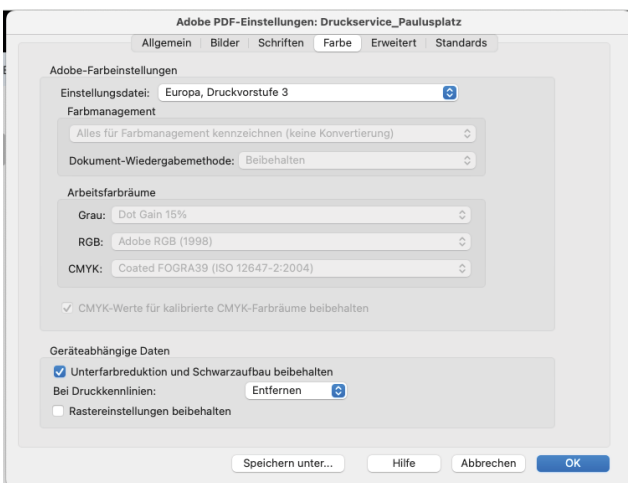 Adobe PDF-Einstellungen: Druckservice_Paulusplatz
Allgemein Bilder Schriften Farbe Erweitert Standards
Adobe-Farbeinstellungen
Einstellungsdatei: Europa, Druckvorstufe 3
Farbmanagement
Alles für Farbmanagement kennzeichnen (keine Konvertierung)
Dokument-Wiedergabemethode: Beibehalten
Arbeitsfarbräume
Grau: Dot Gain 15%
RGB: Adobe RGB (1998)
CMYK: Coated FOGRA39 (ISO 12647-2:2004)
CMYK-Werte für kalibrierte CMYK-Farbräume beibehalten
Geräteabhängige Daten
Unterfarbreduktion und Schwarzaufbau beibehalten
Bei Druckkennlinien: Entfernen
Rastereinstellungen beibehalten
Speichern unter... Hilfe Abbrechen OK